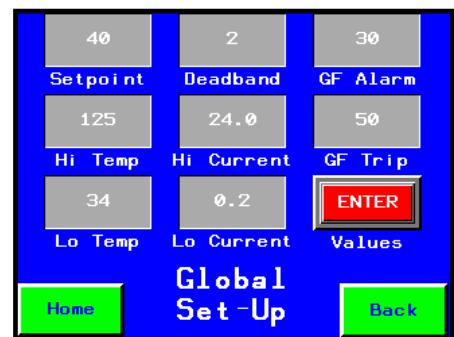 40 2 30
Setpoint Deadband GF Alarm
125 24.0 50
Hi Temp Hi Current GF Trip
34 0.2 ENTER
Lo Temp Lo Current Values
Global
Set-Up
Home
Back